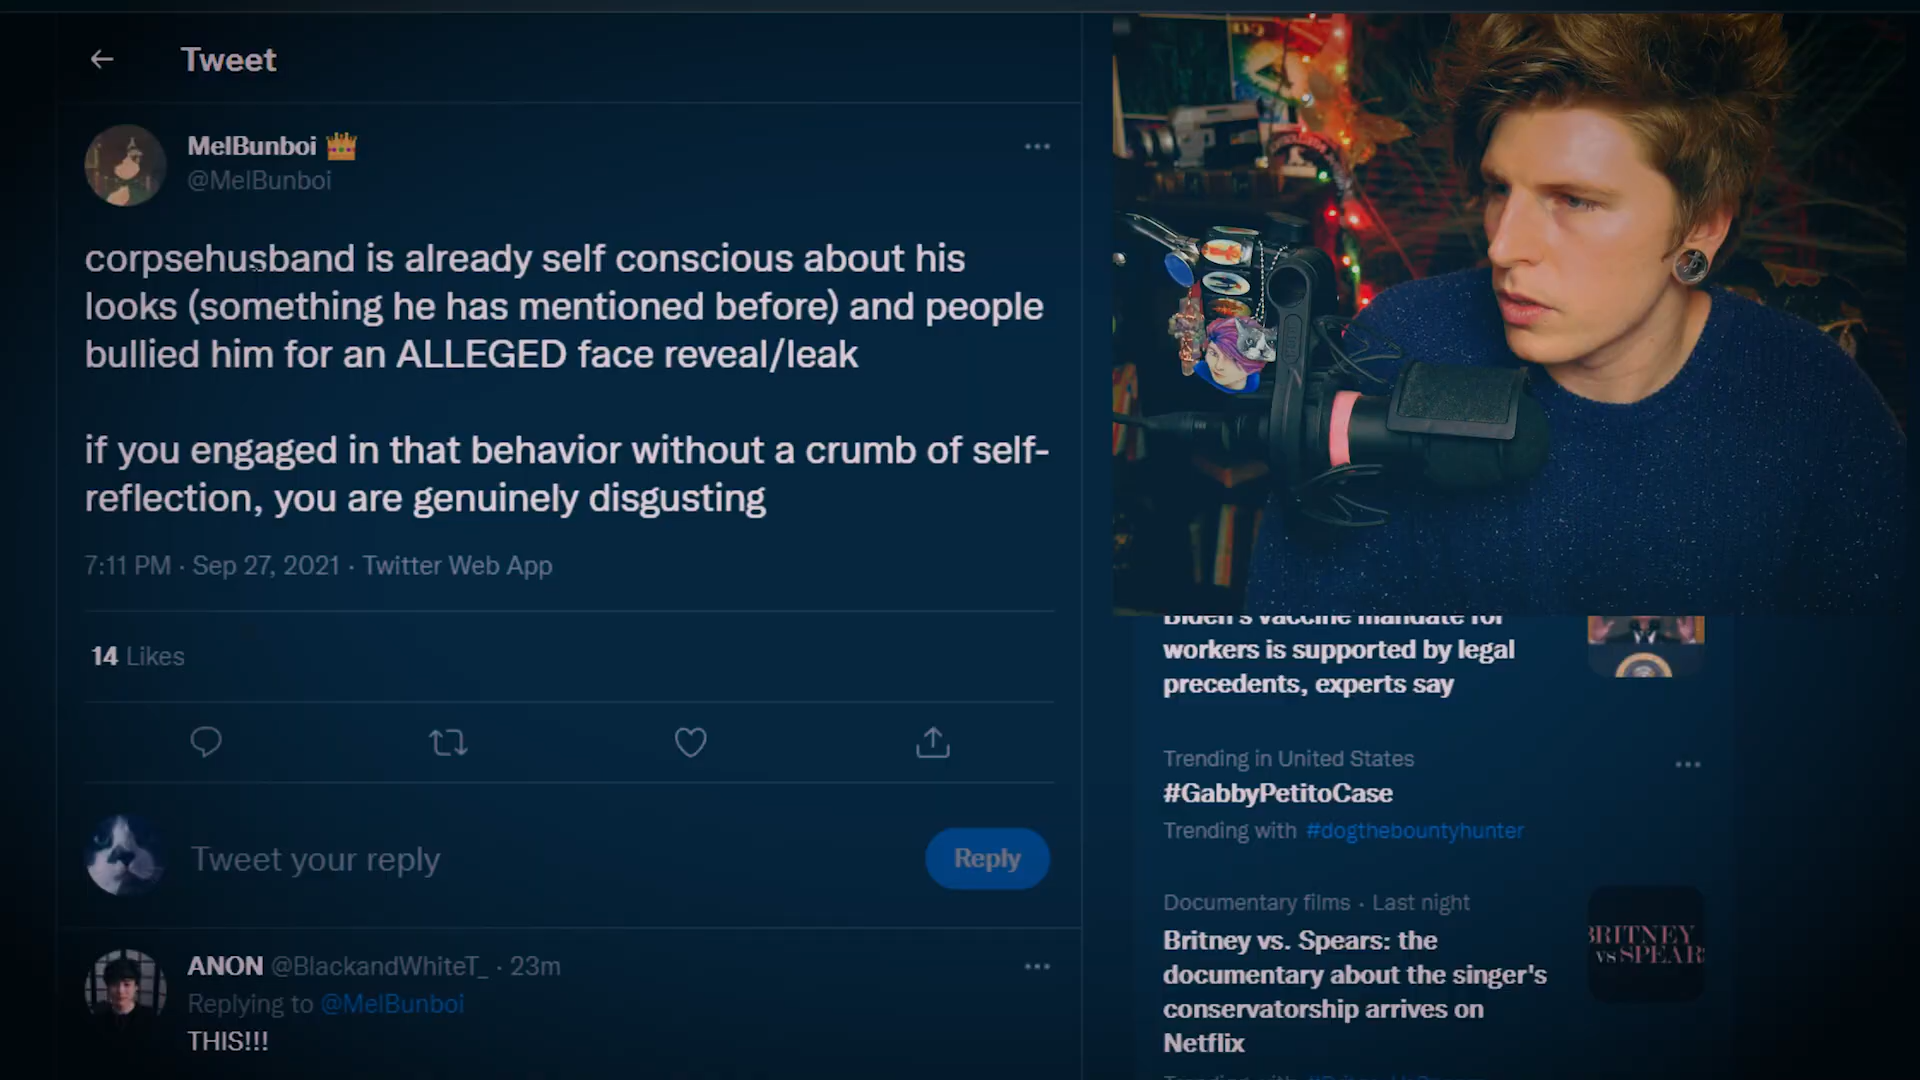 Tweet
MelBunboi
@MelBunboi
corpsehusband is already self conscious about his
looks (something he has mentioned before) and people
bullied him for an ALLEGED face reveal/leak
if you engaged in that behavior without a crumb of self-
reflection, you are genuinely disgusting
7:11 PM · Sep 27, 2021 · Twitter Web App
14 Likes
Tweet your reply
Reply
ANON @BlackandWhiteT_ · 23m
Replying to @MelBunboi
THIS!!!
Biden's vaccine mandate for
workers is supported by legal
precedents, experts say
Trending in United States
#GabbyPetitoCase
Trending with #dogthebountyhunter
Documentary films · Last night
Britney vs. Spears: the
documentary about the singer's
conservatorship arrives on
Netflix
BRITNEY
VS SPEARS